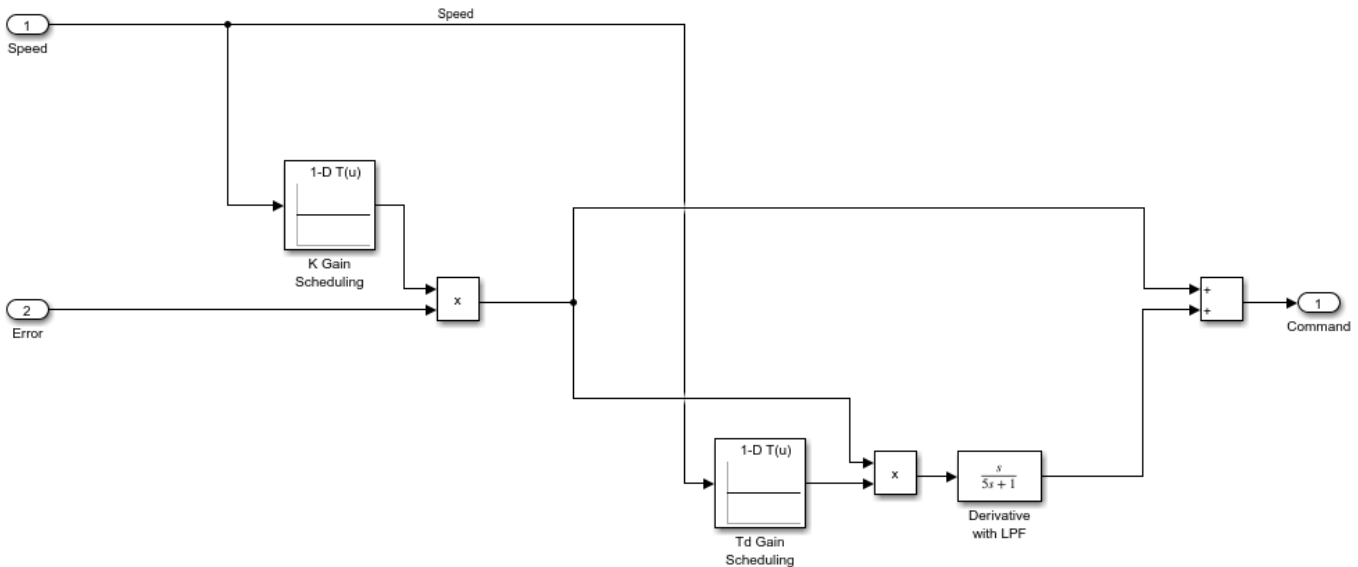 1
Speed
Speed
1-D T(u)
K Gain
Scheduling
x
2
Error
+
+
1
Command
1-D T(u)
Td Gain
Scheduling
x
s
5s + 1
Derivative
with LPF